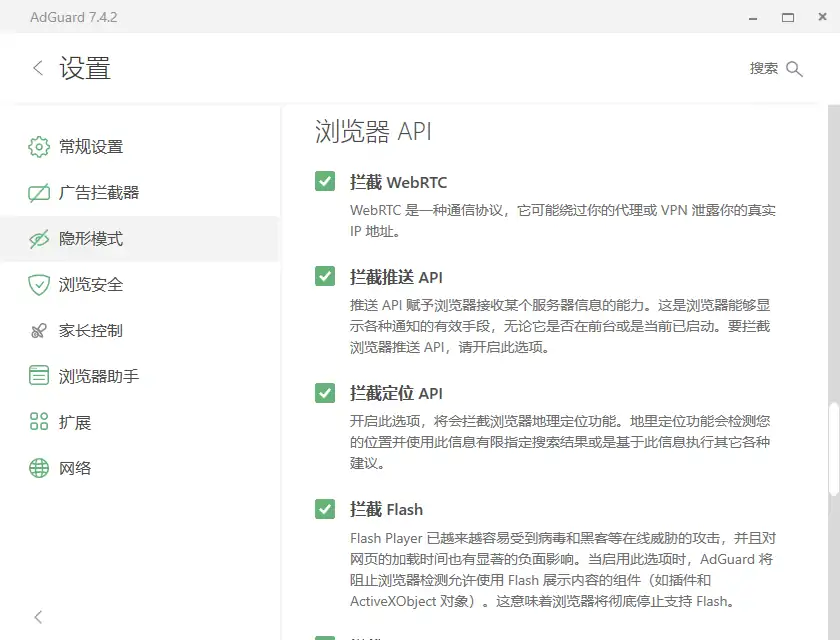 AdGuard 7.4.2
设置
搜索
常规设置
广告拦截器
隐形模式
浏览安全
家长控制
浏览器助手
扩展
网络
浏览器 API
拦截 WebRTC
WebRTC 是一种通信协议，它可能绕过你的代理或 VPN 泄露你的真实
IP 地址。
拦截推送 API
推送 API 赋予浏览器接收某个服务器信息的能力。这是浏览器能够显
示各种通知的有效手段，无论它是否在前台或是当前已启动。要拦截
浏览器推送 API，请开启此选项。
拦截定位 API
开启此选项，将会拦截浏览器地理定位功能。地里定位功能会检测您
的位置并使用此信息有限指定搜索结果或是基于此信息执行其它各种
建议。
拦截 Flash
Flash Player 已越来越容易受到病毒和黑客等在线威胁的攻击，并且对
网页的加载时间也有显著的负面影响。当启用此选项时，AdGuard 将
阻止浏览器检测允许使用 Flash 展示内容的组件（如插件和
ActiveXObject 对象）。这意味着浏览器将彻底停止支持 Flash。